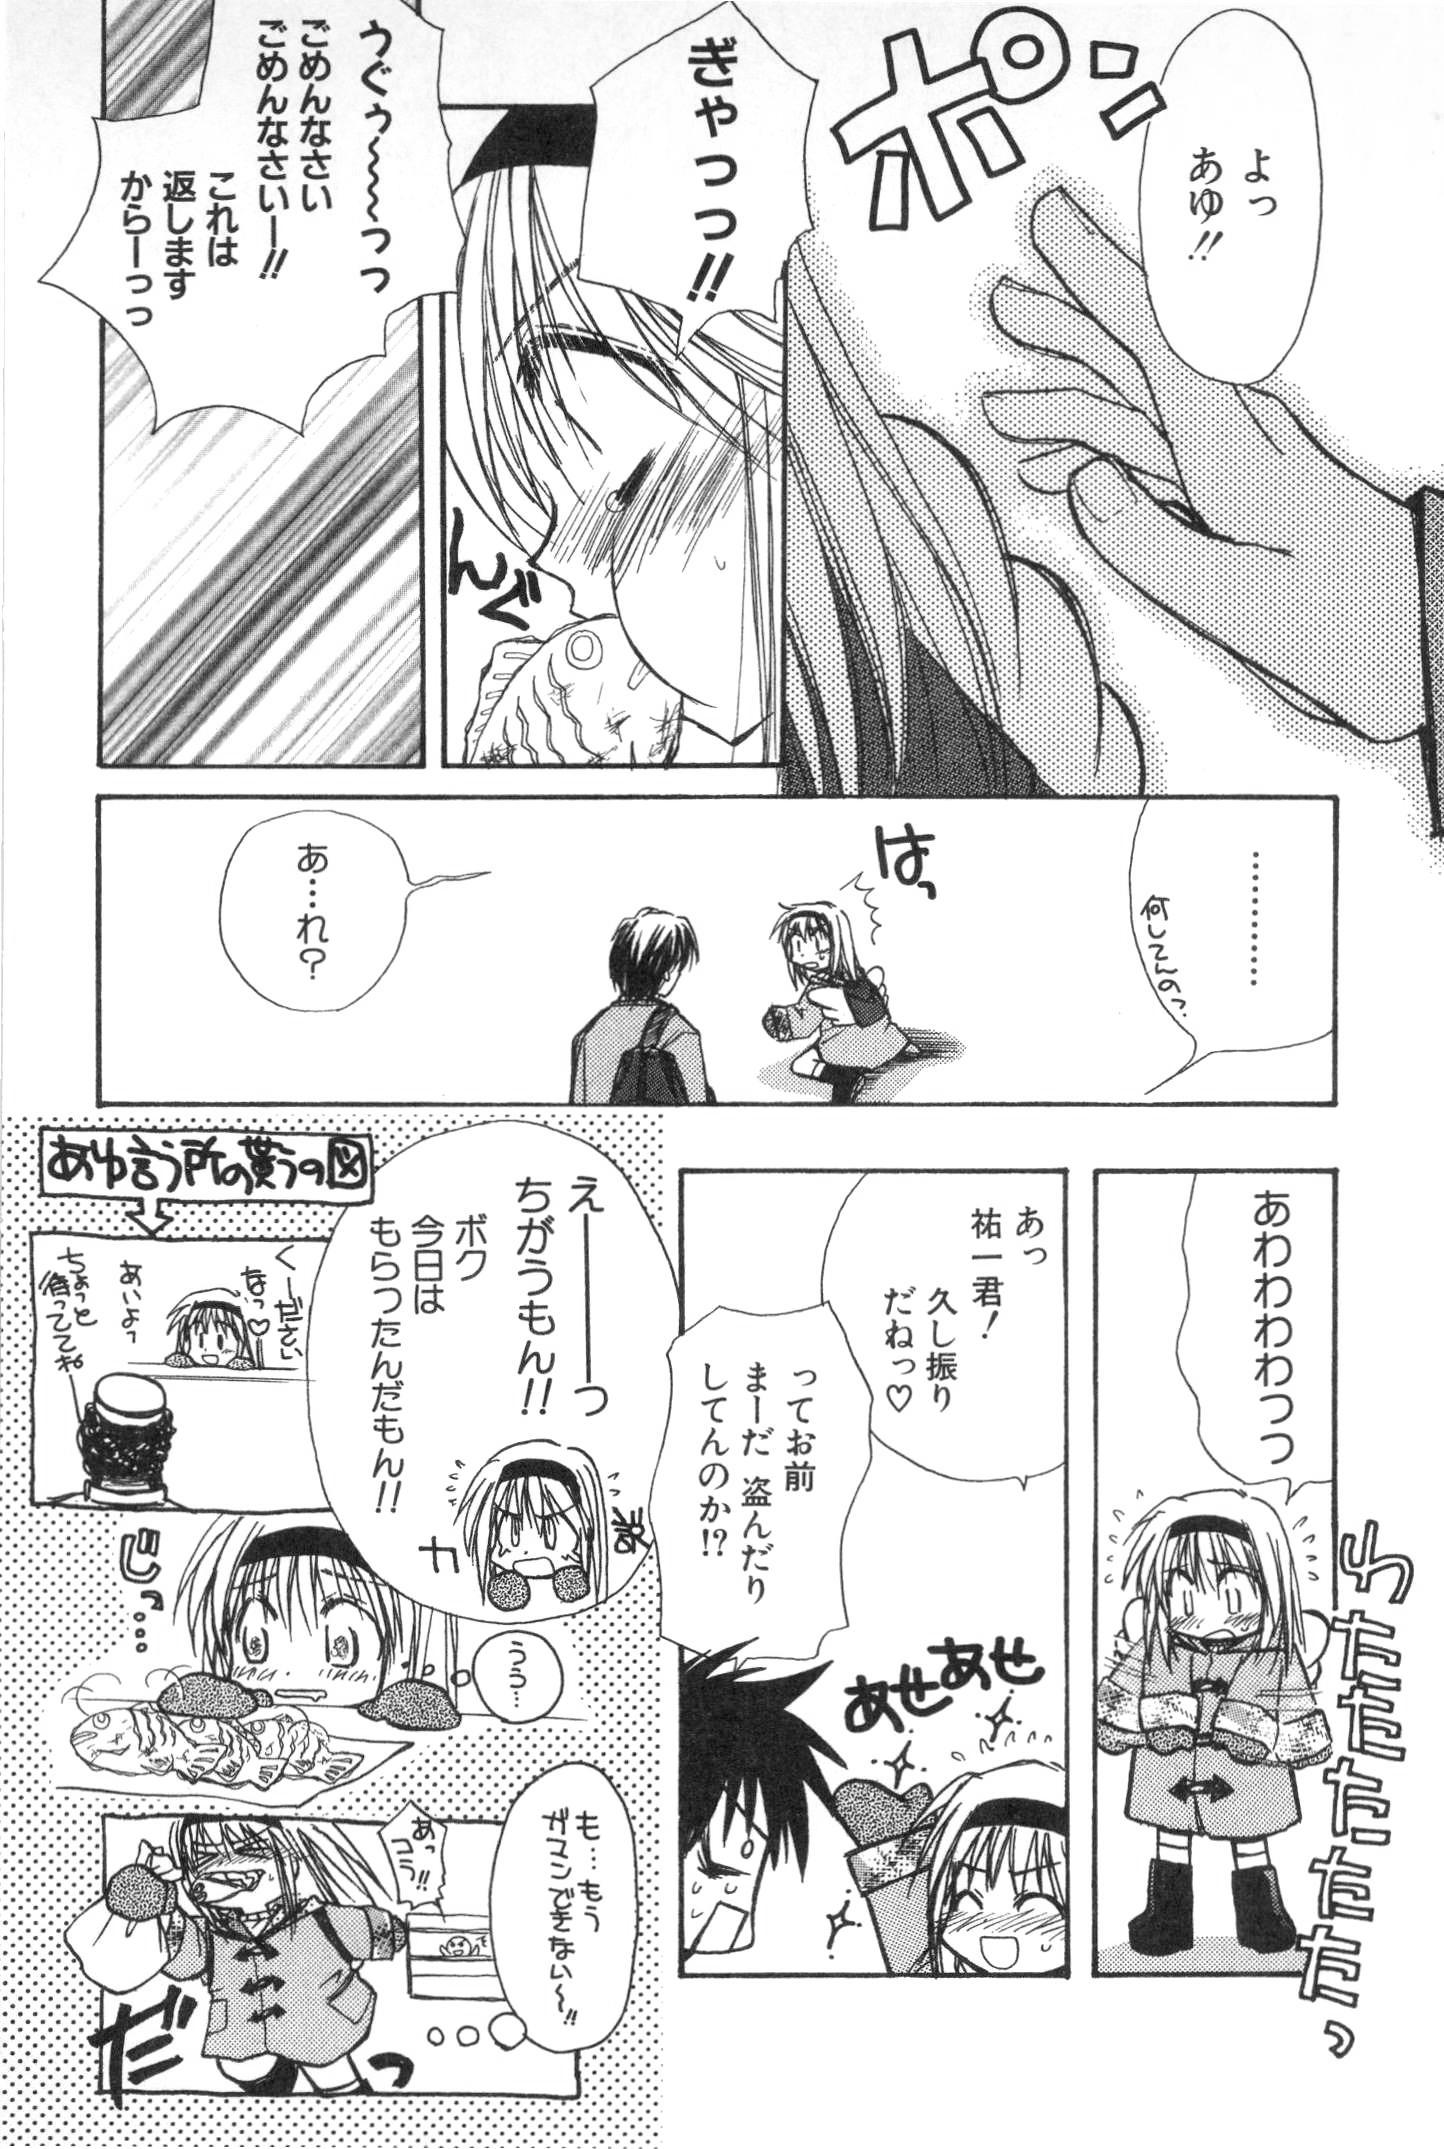 よっ
あゆ!!
ポン
ぎゃっっ!!
んぐ
うぐぅ～～～っっ
ごめんなさい
ごめんなさいー!!
これは
返します
からーっっ
…………
何してんの?
はっ
あ…れ?
あわわわわっっ
わたたたたたたっ
あっ
祐一君!
久し振り
だねっ♡
ってお前
まーだ 盗んだり
してんのか!?
あせあせ
えーーーっ
ちがうもん!!
ボク
今日は
もらったんだもん!!
カ
あゆ言う所の貰うの図
くーださい
なっ♡
あいよっ
ちょっと
待っててね
じっ…
うう…
も…もう
ガマンできない～!!
あっ
コラ!!
だっ